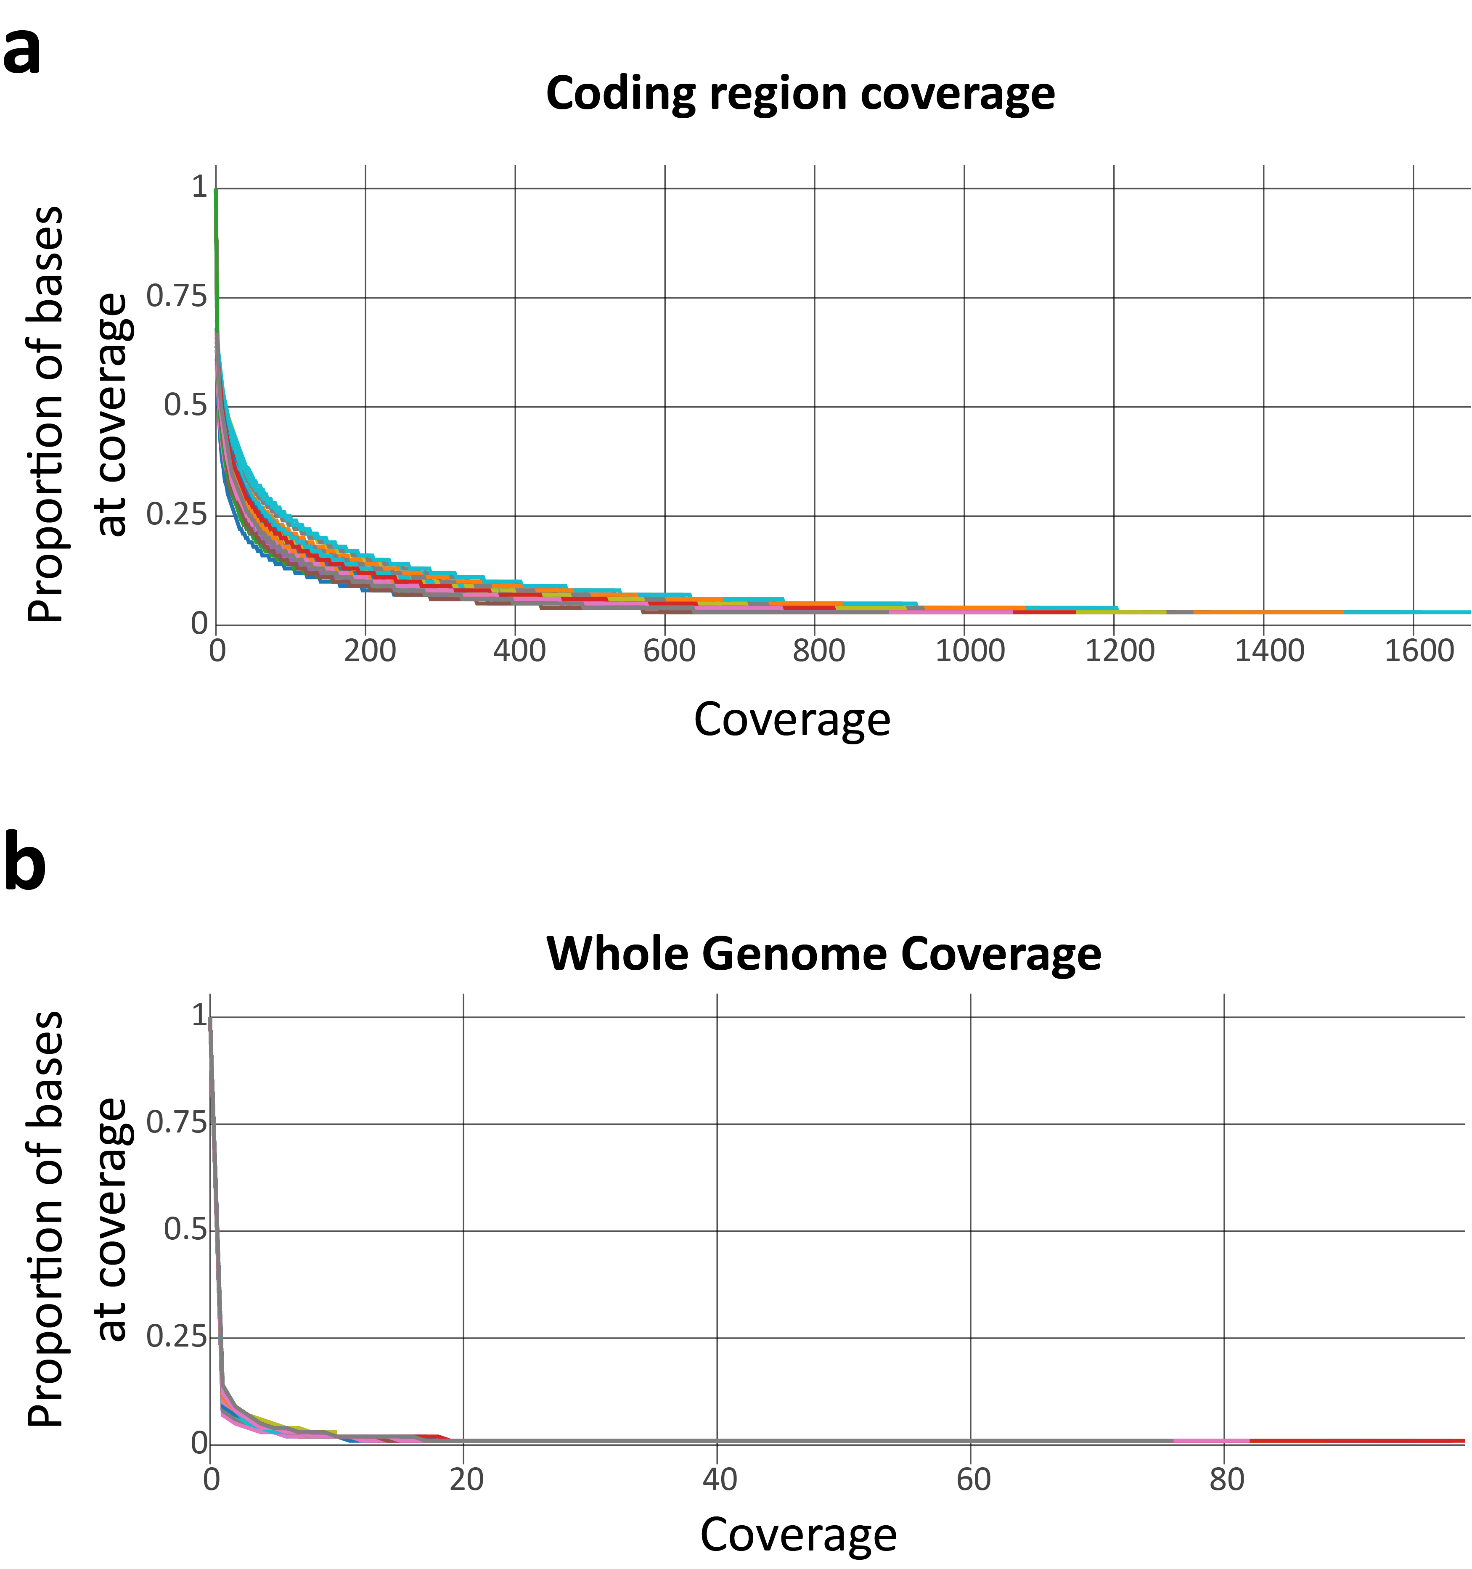 a
Coding region coverage
Proportion of bases
at coverage
1
0.75
0.5
0.25
0
0 200 400 600 800 1000 1200 1400 1600
Coverage
b
Whole Genome Coverage
Proportion of bases
at coverage
1
0.75
0.5
0.25
0
0 20 40 60 80
Coverage